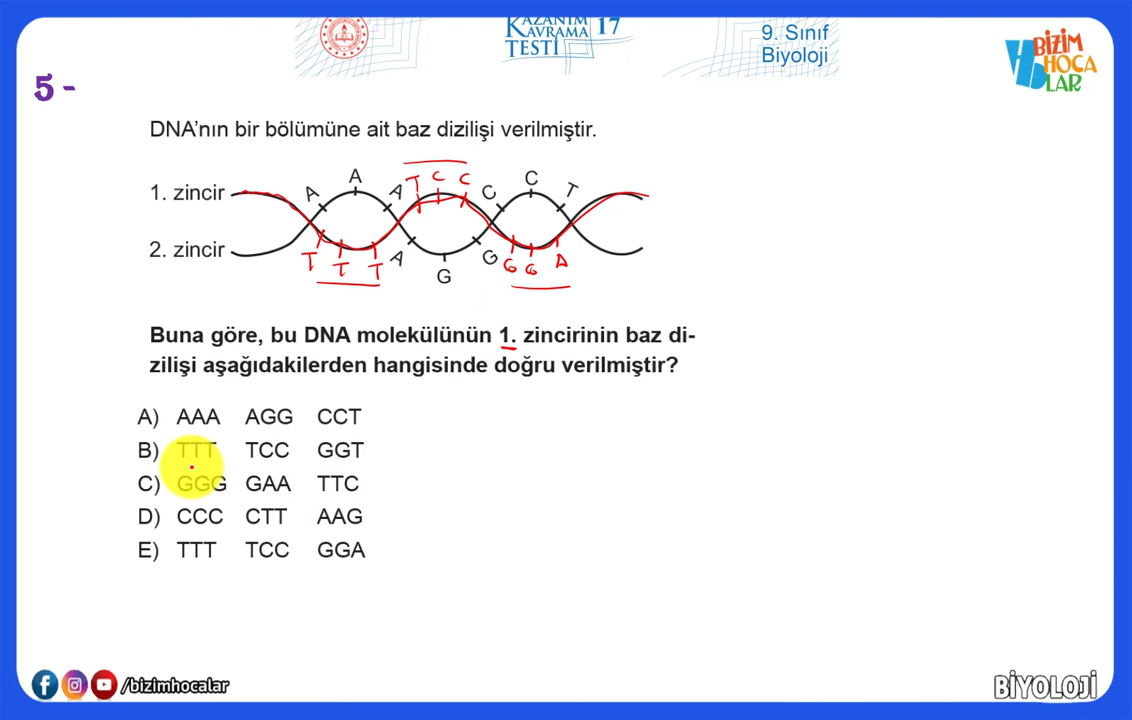 KAZANIM
KAVRAMA 17
TESTİ
9. Sınıf
Biyoloji
BİZİM
HOCA
LAR
5 -
DNA'nın bir bölümüne ait baz dizilişi verilmiştir.
T C C
A A A C C T
1. zincir
2. zincir
T T T A G G G G A
Buna göre, bu DNA molekülünün 1. zincirinin baz di-
zilişi aşağıdakilerden hangisinde doğru verilmiştir?
A) AAA AGG CCT
B) TTT TCC GGT
C) GGG GAA TTC
D) CCC CTT AAG
E) TTT TCC GGA
/bizimhocalar
BİYOLOJİ